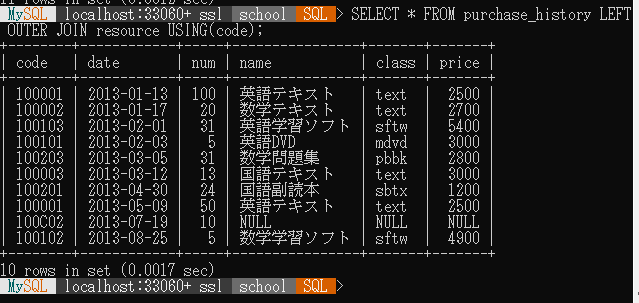 11 rows in set (0.0012 sec)
MySQL localhost:33060+ ssl school SQL > SELECT * FROM purchase_history LEFT
OUTER JOIN resource USING(code);
+--------+------------+-----+------------------+-------+-------+
| code | date | num | name | class | price |
+--------+------------+-----+------------------+-------+-------+
| 100001 | 2013-01-13 | 100 | 英語テキスト | text | 2500 |
| 100002 | 2013-01-17 | 20 | 数学テキスト | text | 2700 |
| 100103 | 2013-02-01 | 31 | 英語学習ソフト | sftw | 5400 |
| 100101 | 2013-02-03 | 5 | 英語DVD | mdvd | 3000 |
| 100203 | 2013-03-05 | 31 | 数学問題集 | pbbk | 2800 |
| 100003 | 2013-03-12 | 13 | 国語テキスト | text | 3000 |
| 100201 | 2013-04-30 | 24 | 国語副読本 | sbtx | 1200 |
| 100001 | 2013-05-09 | 50 | 英語テキスト | text | 2500 |
| 100C02 | 2013-07-19 | 10 | NULL | NULL | NULL |
| 100102 | 2013-08-25 | 5 | 数学学習ソフト | sftw | 4900 |
+--------+------------+-----+------------------+-------+-------+
10 rows in set (0.0017 sec)
MySQL localhost:33060+ ssl school SQL >